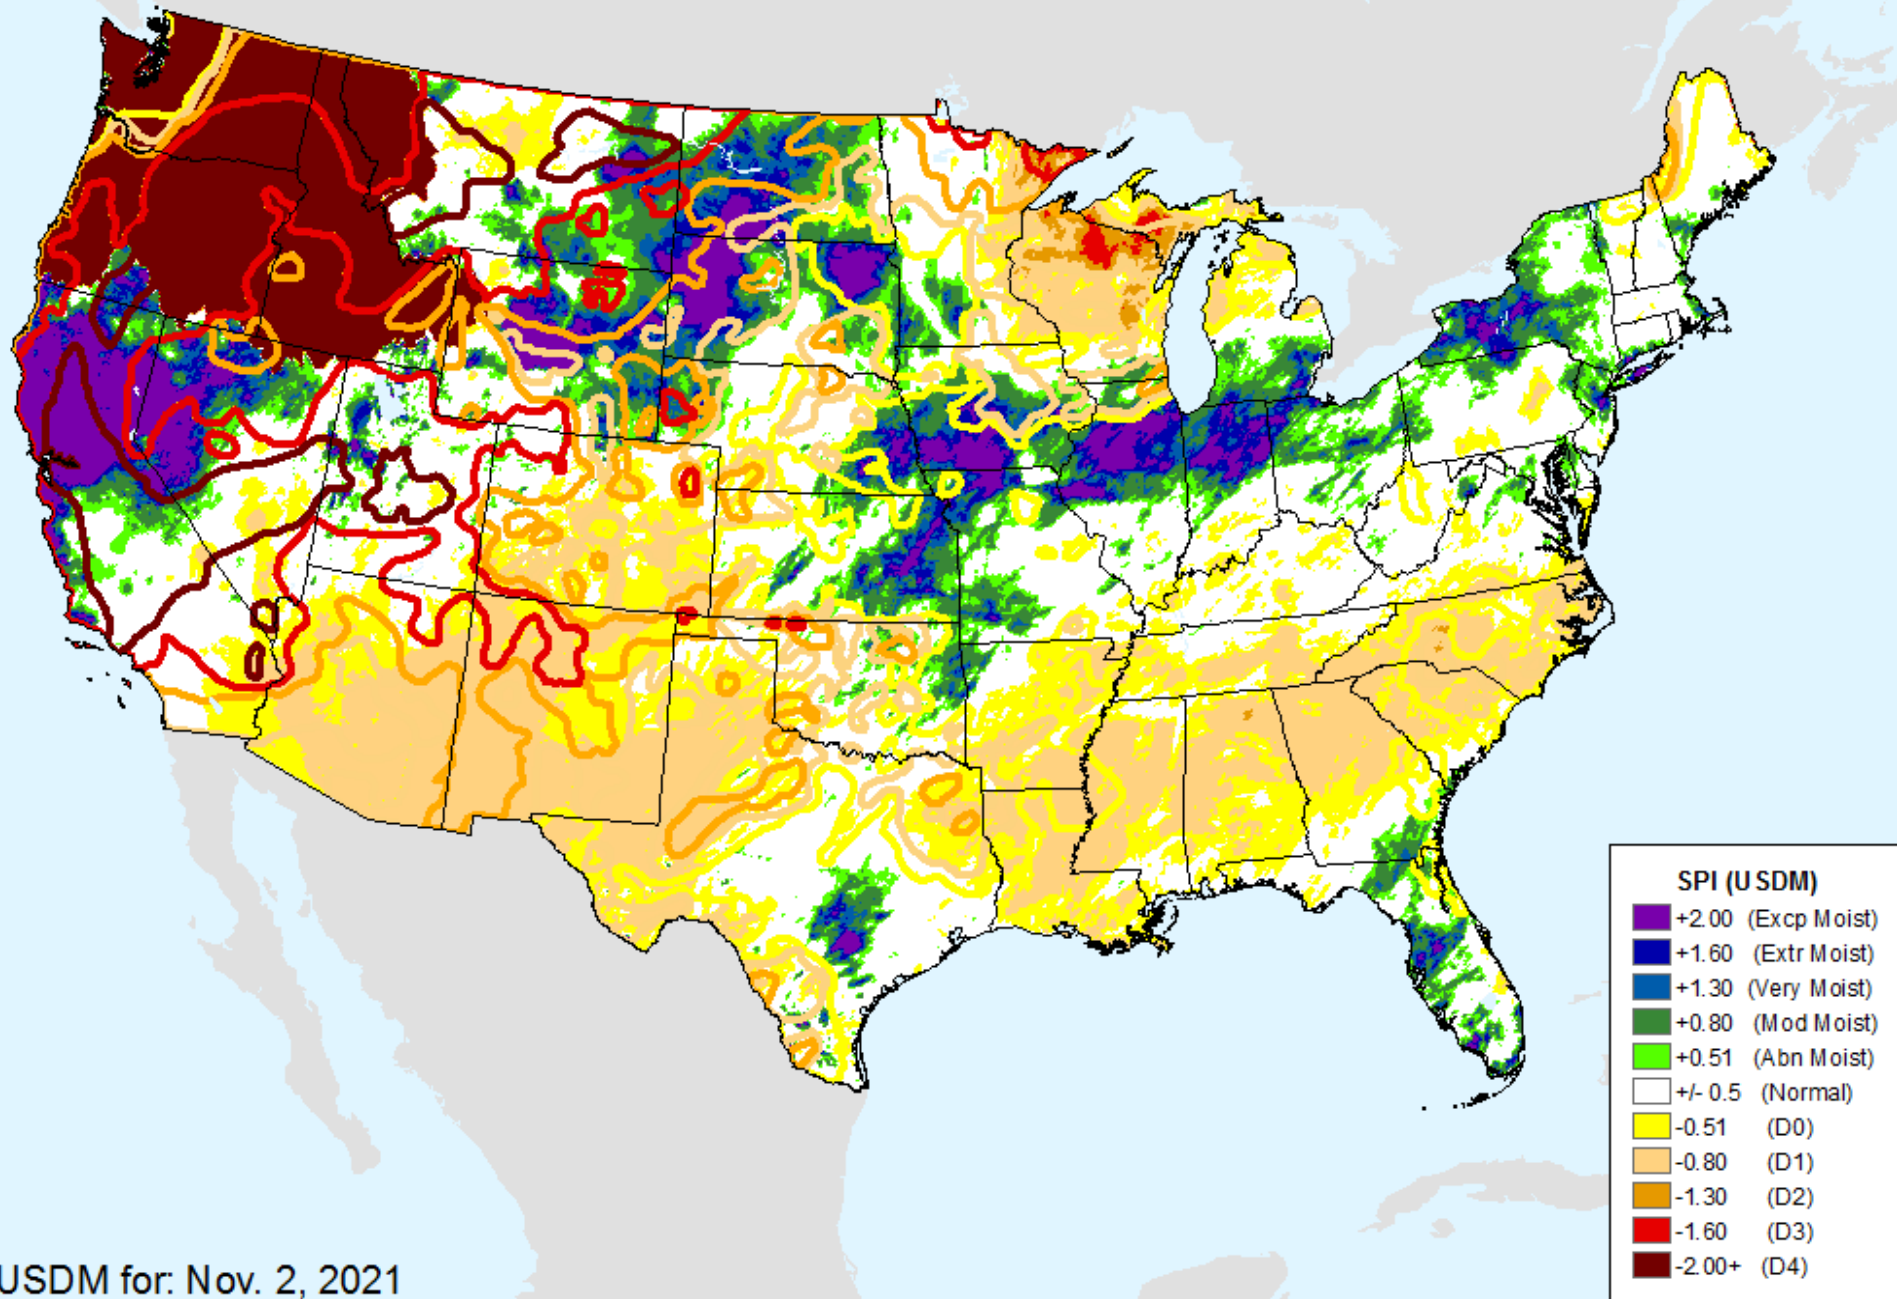 SPI (USDM)
+2.00 (Excp Moist)
+1.60 (Extr Moist)
+1.30 (Very Moist)
+0.80 (Mod Moist)
+0.51 (Abn Moist)
+/- 0.5 (Normal)
-0.51 (D0)
-0.80 (D1)
-1.30 (D2)
-1.60 (D3)
-2.00+ (D4)
USDM for: Nov. 2, 2021